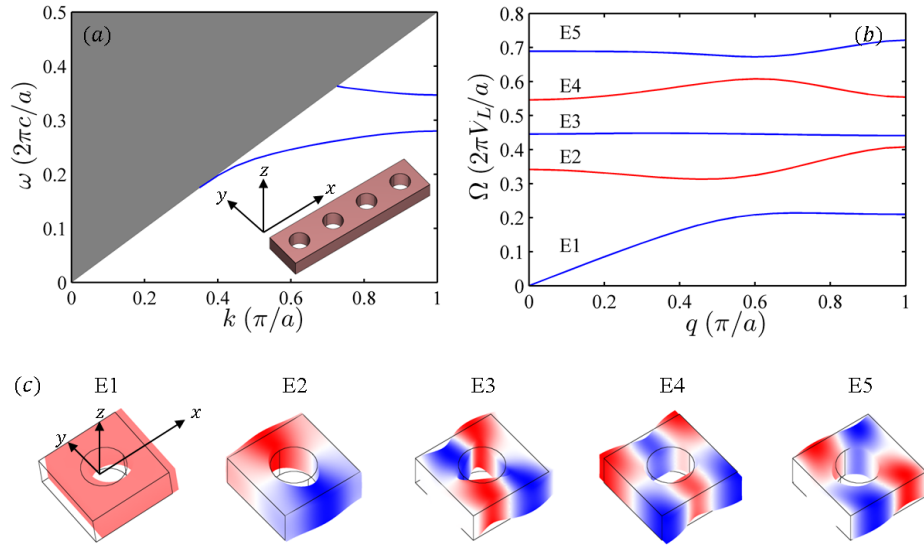 (a)
ω (2πc/a)
0.5
0.4
0.3
0.2
0.1
0
0 0.2 0.4 0.6 0.8 1
k (π/a)
z
y
x
(b)
Ω (2πV_L/a)
0.8
0.7
0.6
0.5
0.4
0.3
0.2
0.1
0
E5
E4
E3
E2
E1
0 0.2 0.4 0.6 0.8 1
q (π/a)
(c)
E1 E2 E3 E4 E5
z
y
x